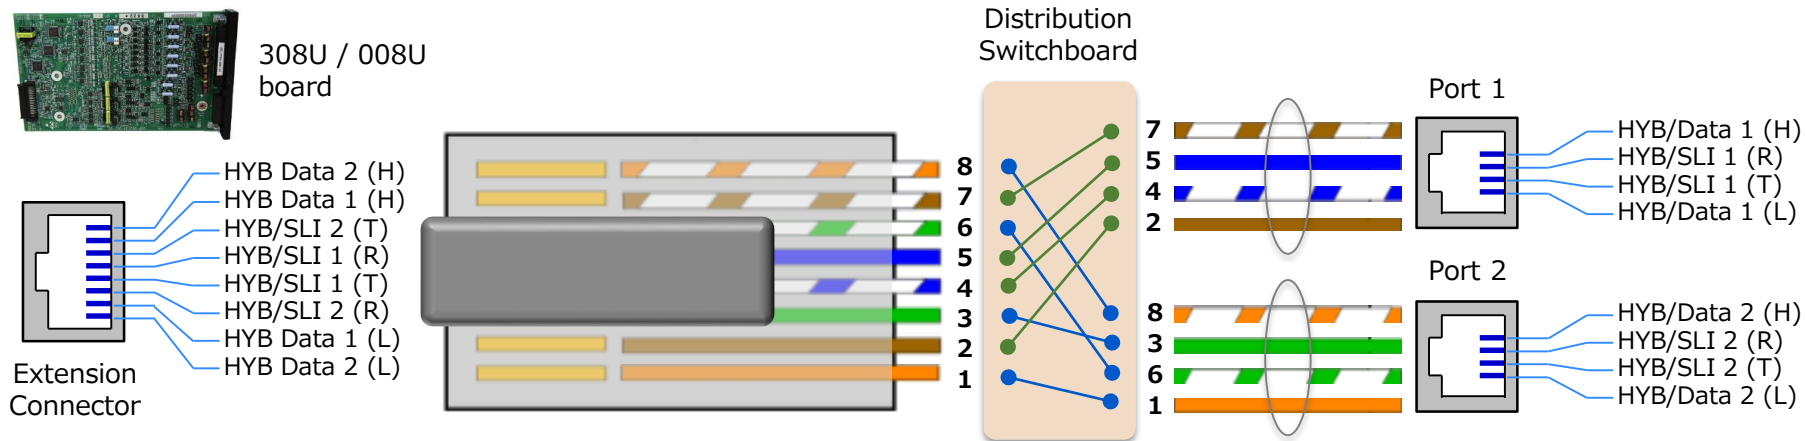 308U / 008U
board
HYB Data 2 (H)
HYB Data 1 (H)
HYB/SLI 2 (T)
HYB/SLI 1 (R)
HYB/SLI 1 (T)
HYB/SLI 2 (R)
HYB Data 1 (L)
HYB Data 2 (L)
Extension
Connector
8
7
6
5
4
3
2
1
Distribution
Switchboard
7
5
4
2
8
3
6
1
Port 1
HYB/Data 1 (H)
HYB/SLI 1 (R)
HYB/SLI 1 (T)
HYB/Data 1 (L)
Port 2
HYB/Data 2 (H)
HYB/SLI 2 (R)
HYB/SLI 2 (T)
HYB/Data 2 (L)